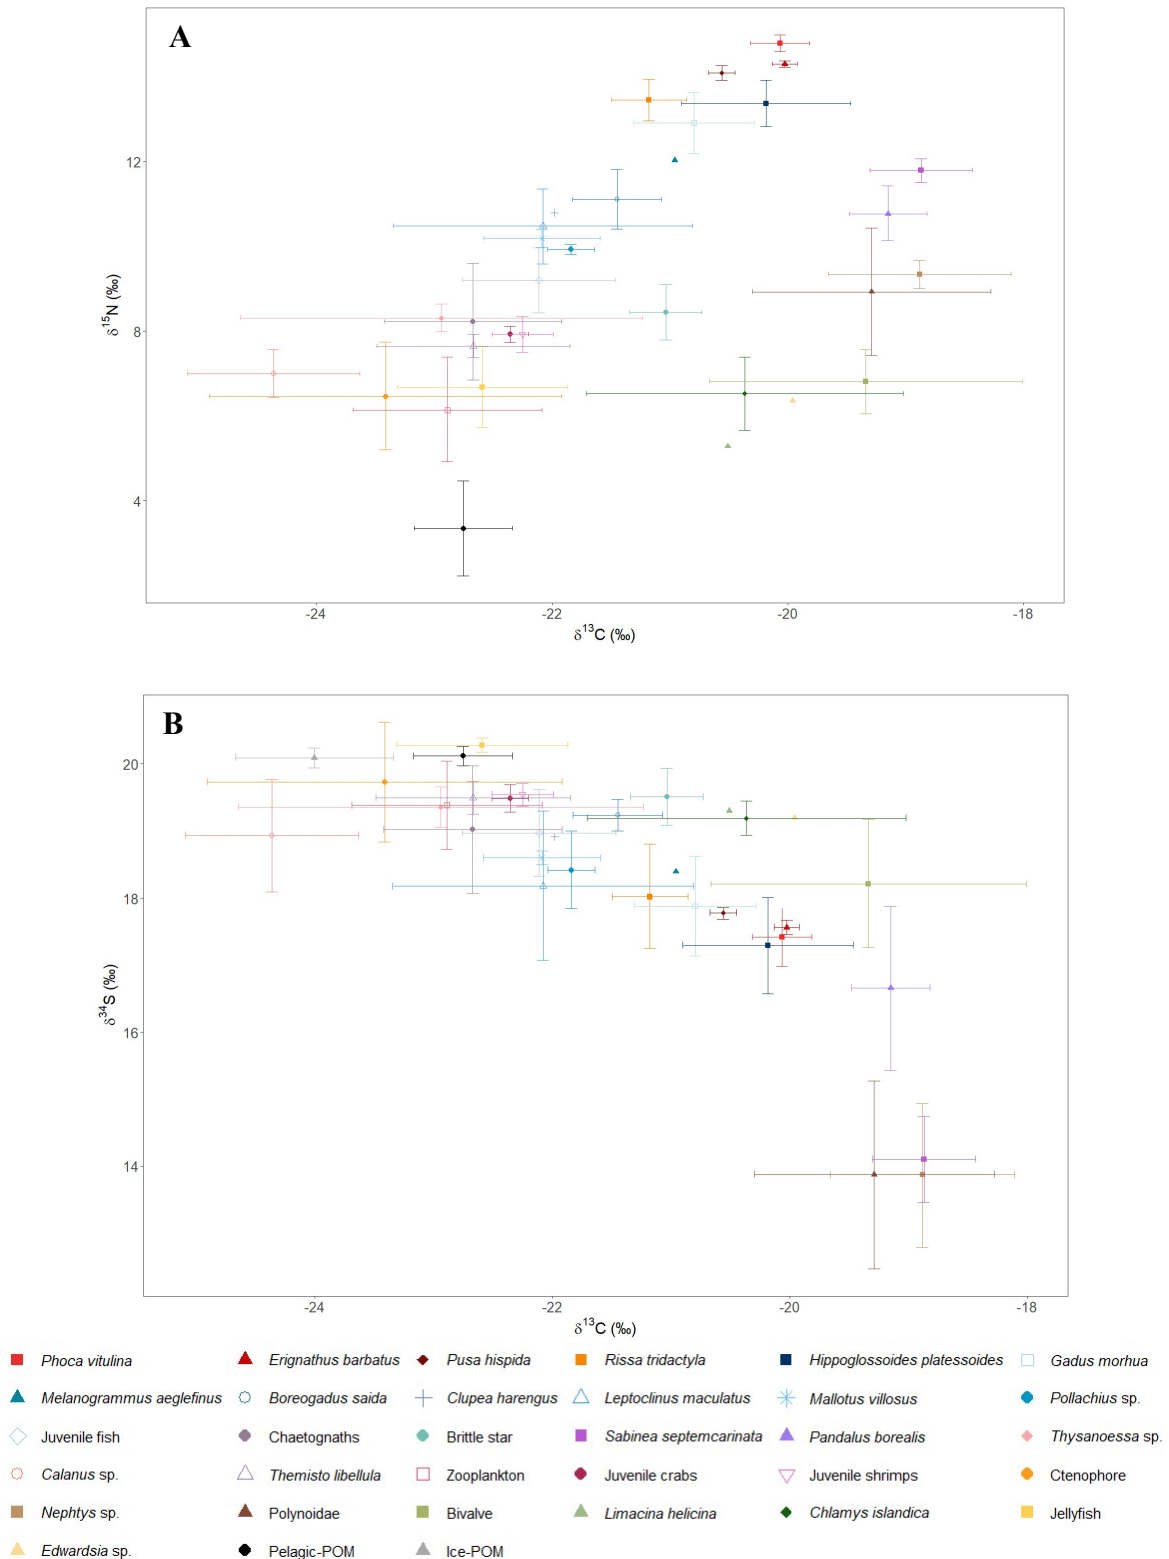 A
12
8
4
δ15N (‰)
-24 -22 -20 -18
δ13C (‰)
B
20
18
16
14
δ34S (‰)
-24 -22 -20 -18
δ13C (‰)
Phoca vitulina Erignathus barbatus Pusa hispida Rissa tridactyla Hippoglossoides platessoides Gadus morhua
Melanogrammus aeglefinus Boreogadus saida Clupea harengus Leptoclinus maculatus Mallotus villosus Pollachius sp.
Juvenile fish Chaetognaths Brittle star Sabinea septemcarinata Pandalus borealis Thysanoessa sp.
Calanus sp. Themisto libellula Zooplankton Juvenile crabs Juvenile shrimps Ctenophore
Nephtys sp. Polynoidae Bivalve Limacina helicina Chlamys islandica Jellyfish
Edwardsia sp. Pelagic-POM Ice-POM